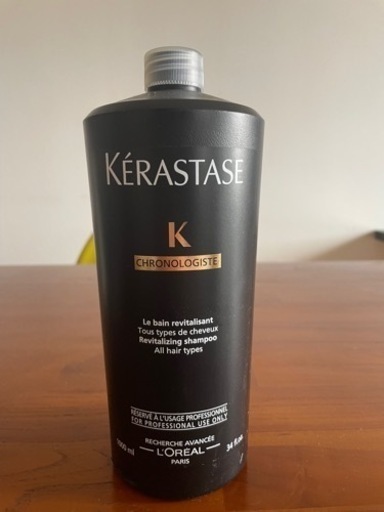 KÉRASTASE
K
CHRONOLOGISTE
Le bain revitalisant
Tous types de cheveux
Revitalizing shampoo
All hair types
RÉSERVÉ À L'USAGE PROFESSIONNEL
FOR PROFESSIONAL USE ONLY
RECHERCHE AVANCÉE
1000 ml L'ORÉAL 34 fl.oz.
PARIS